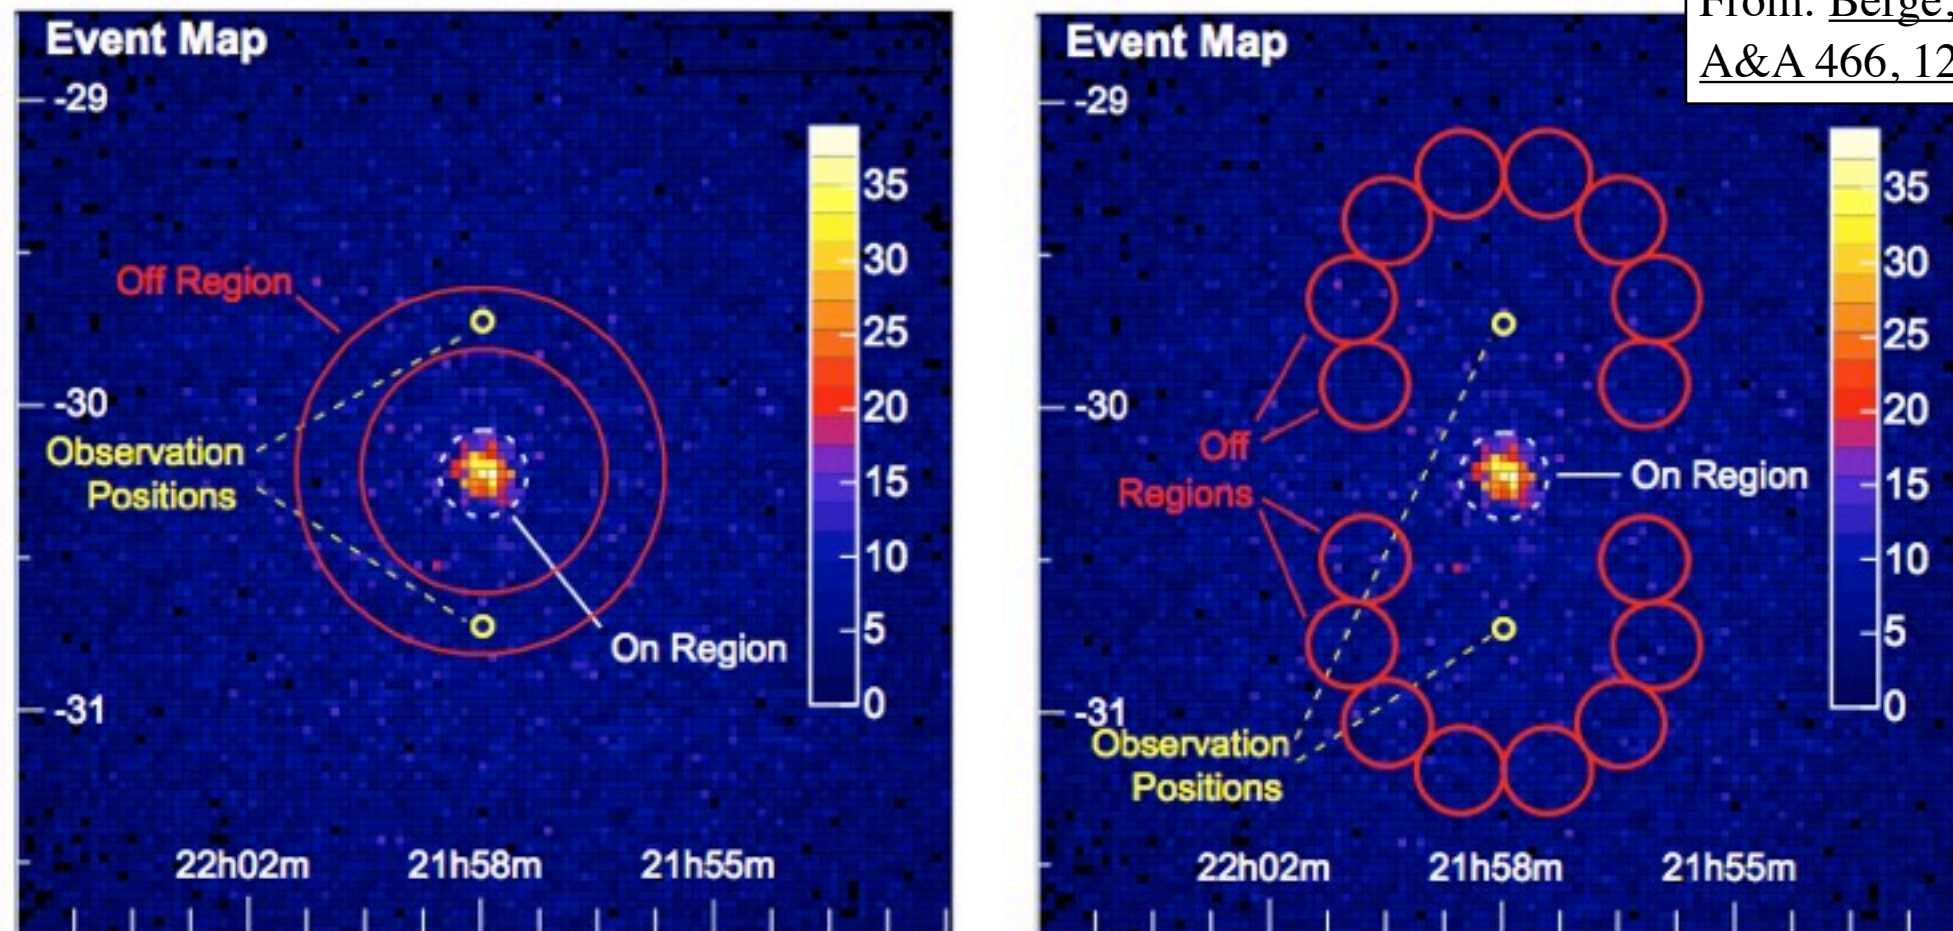 Event Map
-29
-30
-31
Off Region
Observation
Positions
On Region
35
30
25
20
15
10
5
0
22h02m 21h58m 21h55m
From: Berge,
A&A 466, 12
Event Map
-29
-30
-31
Off
Regions
On Region
Observation
Positions
35
30
25
20
15
10
5
0
22h02m 21h58m 21h55m